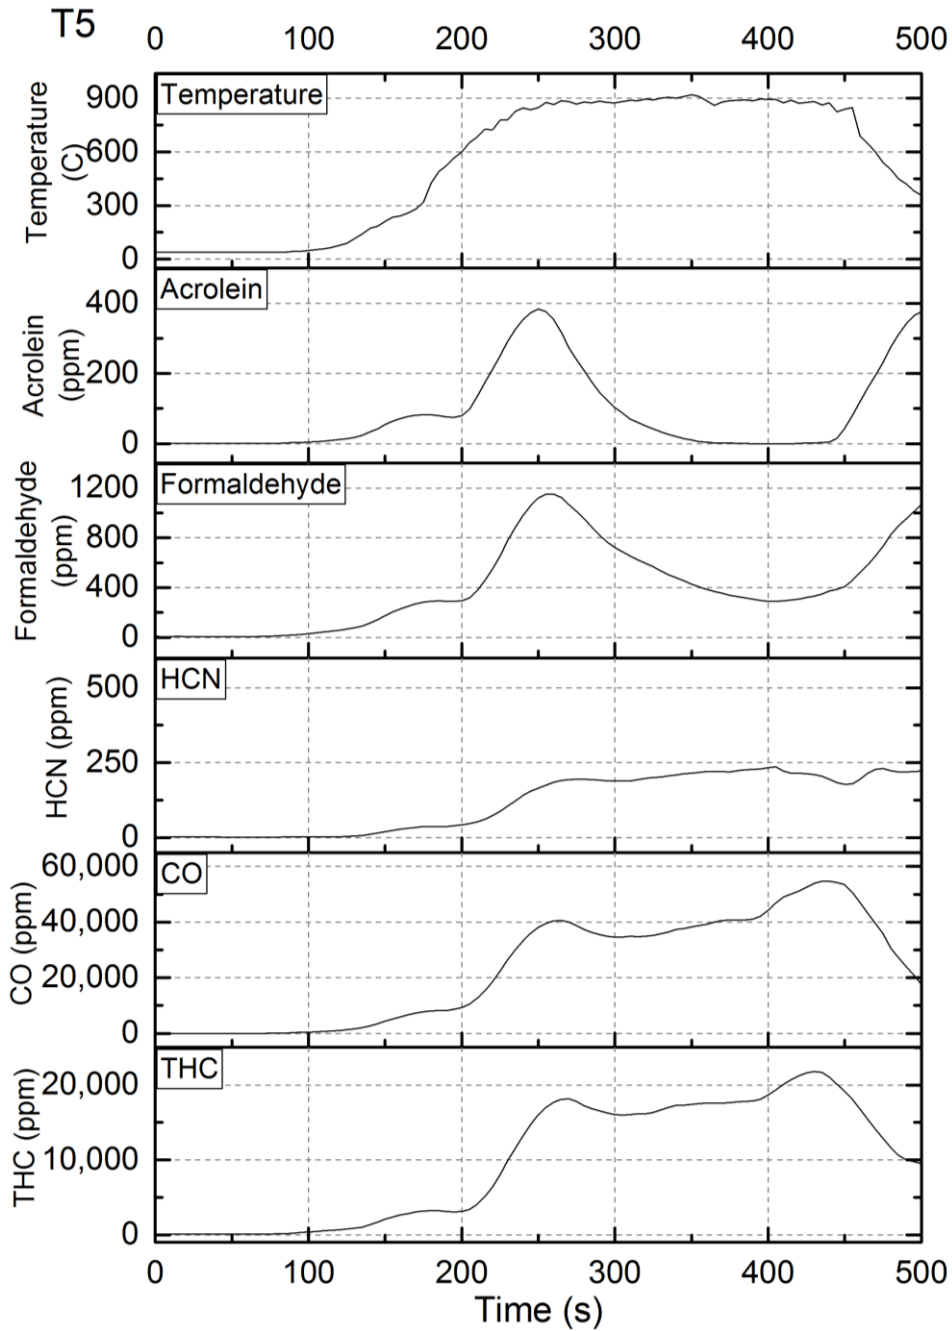 T5
0 100 200 300 400 500
Temperature
Temperature
(C)
900
600
300
0
Acrolein
Acrolein
(ppm)
400
200
0
Formaldehyde
Formaldehyde
(ppm)
1200
800
400
0
HCN
HCN (ppm)
500
250
0
CO
CO (ppm)
60,000
40,000
20,000
0
THC
THC (ppm)
20,000
10,000
0
0 100 200 300 400 500
Time (s)